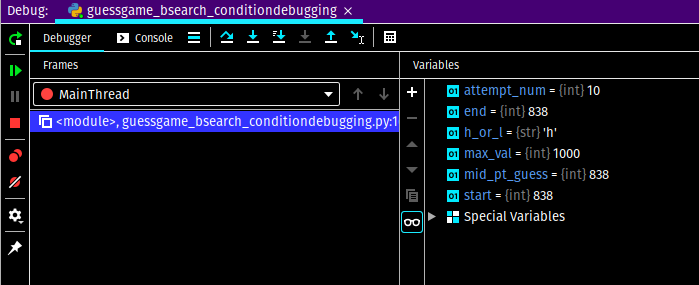 Debug: guessgame_bsearch_conditiondebugging
Debugger Console
Frames
Variables
MainThread
<module>, guessgame_bsearch_conditiondebugging.py:1
attempt_num = {int} 10
end = {int} 838
h_or_l = {str} 'h'
max_val = {int} 1000
mid_pt_guess = {int} 838
start = {int} 838
Special Variables